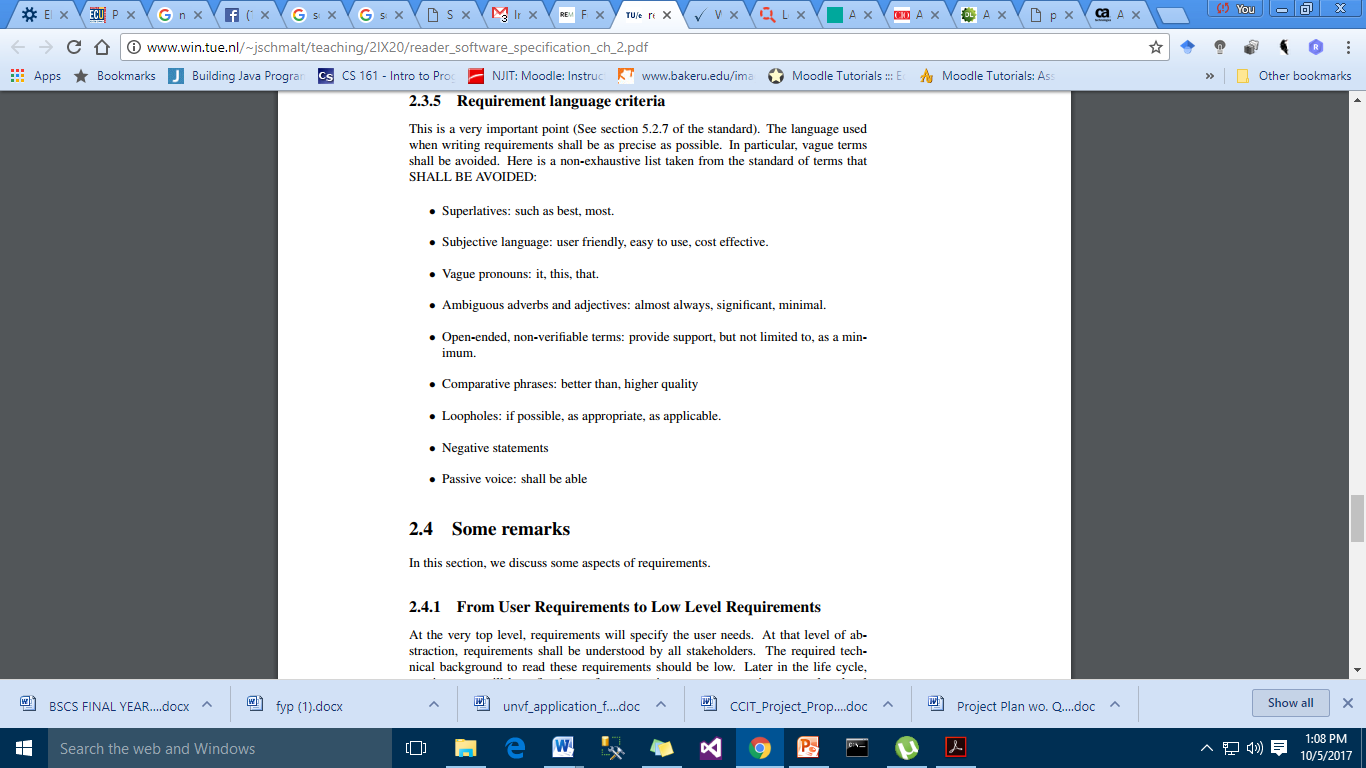 El
P
n
(
s
s
S
Ir
F
TU/e re
V
L
A
A
A
p
A
You
www.win.tue.nl/~jschmalt/teaching/2IX20/reader_software_specification_ch_2.pdf
Apps
Bookmarks
Building Java Progran
CS 161 - Intro to Prog
NJIT: Moodle: Instruc
www.bakeru.edu/ima
Moodle Tutorials ::: E
Moodle Tutorials: Ass
»
Other bookmarks
2.3.5 Requirement language criteria
This is a very important point (See section 5.2.7 of the standard). The language used
when writing requirements shall be as precise as possible. In particular, vague terms
shall be avoided. Here is a non-exhaustive list taken from the standard of terms that
SHALL BE AVOIDED:
• Superlatives: such as best, most.
• Subjective language: user friendly, easy to use, cost effective.
• Vague pronouns: it, this, that.
• Ambiguous adverbs and adjectives: almost always, significant, minimal.
• Open-ended, non-verifiable terms: provide support, but not limited to, as a min-
imum.
• Comparative phrases: better than, higher quality
• Loopholes: if possible, as appropriate, as applicable.
• Negative statements
• Passive voice: shall be able
2.4 Some remarks
In this section, we discuss some aspects of requirements.
2.4.1 From User Requirements to Low Level Requirements
At the very top level, requirements will specify the user needs. At that level of ab-
straction, requirements shall be understood by all stakeholders. The required tech-
nical background to read these requirements should be low. Later in the life cycle,
BSCS FINAL YEAR....docx
fyp (1).docx
unvf_application_f....doc
CCIT_Project_Prop....doc
Project Plan wo. Q....doc
Show all
Search the web and Windows
1:08 PM
10/5/2017